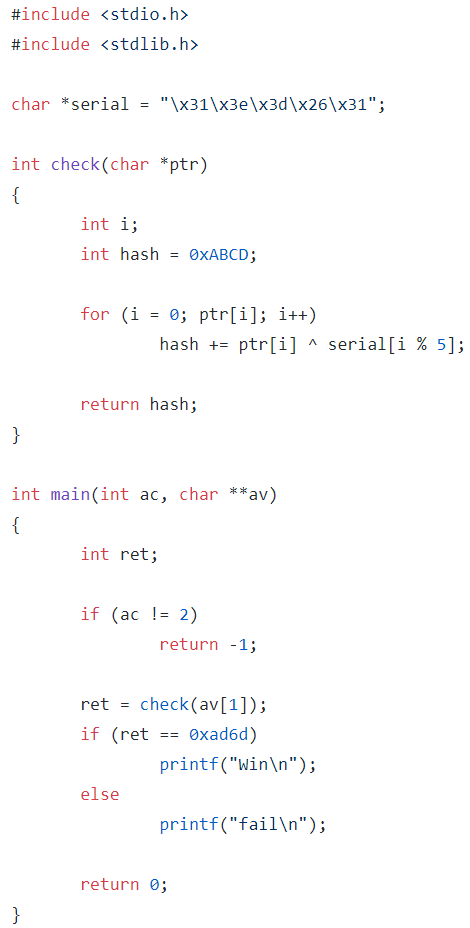 #include <stdio.h>
#include <stdlib.h>

char *serial = "\x31\x3e\x3d\x26\x31";

int check(char *ptr)
{
       int i;
       int hash = 0xABCD;

       for (i = 0; ptr[i]; i++)
              hash += ptr[i] ^ serial[i % 5];

       return hash;
}

int main(int ac, char **av)
{
       int ret;

       if (ac != 2)
              return -1;

       ret = check(av[1]);
       if (ret == 0xad6d)
              printf("Win\n");
       else
              printf("fail\n");

       return 0;
}